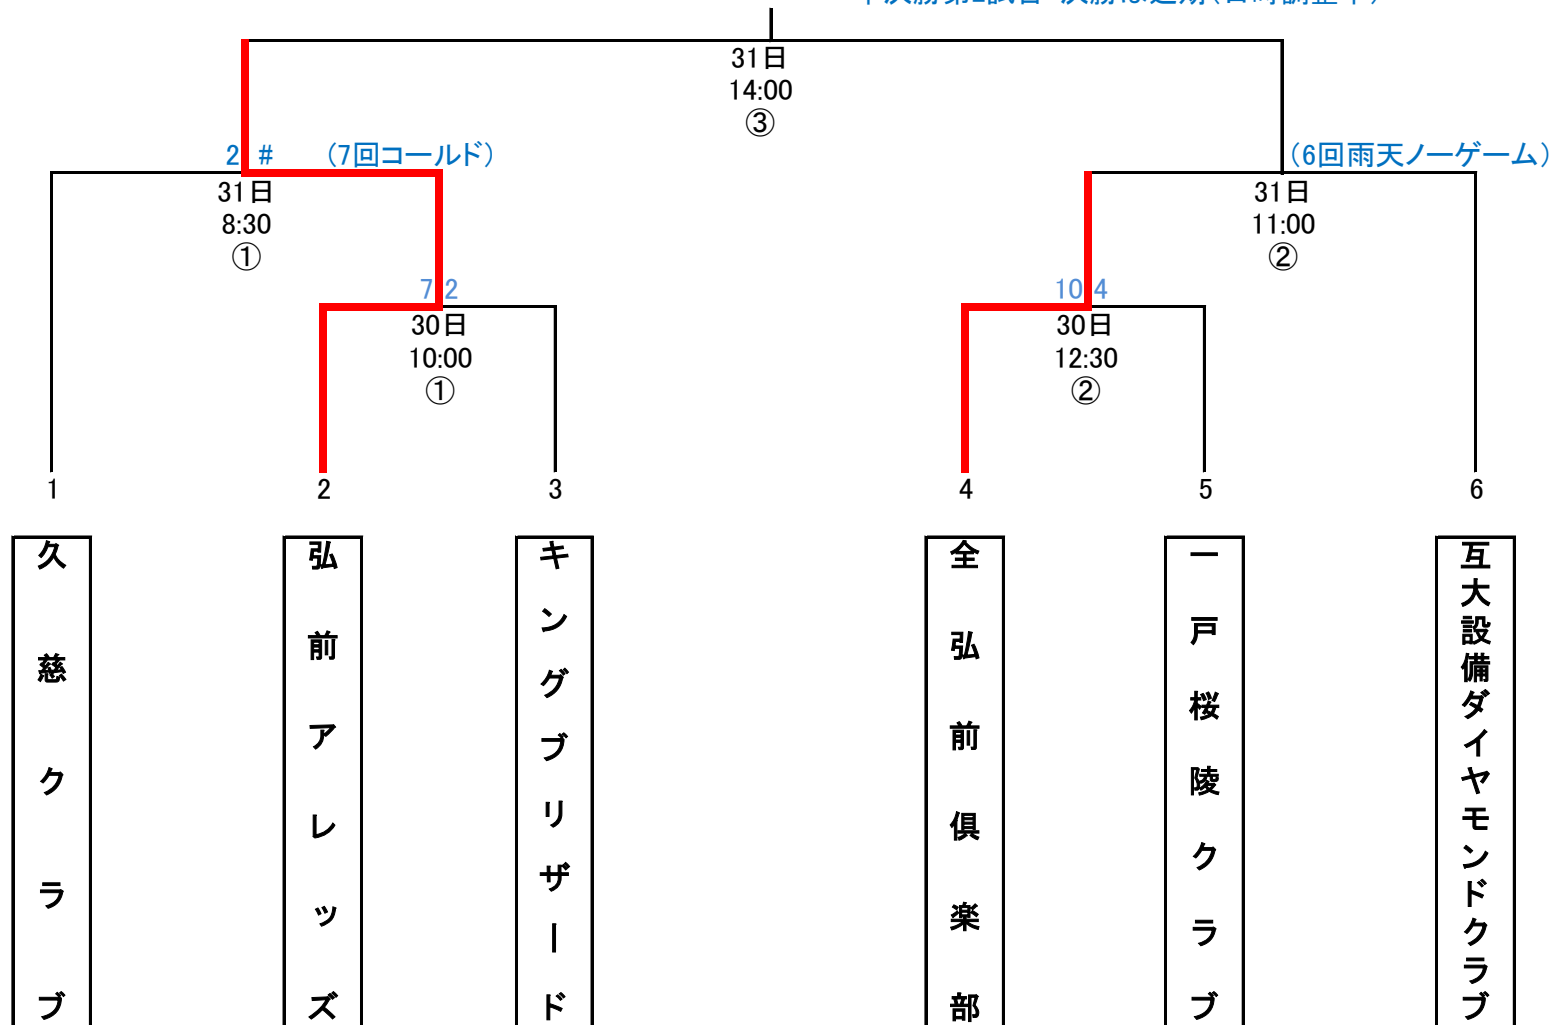 31日
14:00
③
2 # (7回コールド)
(6回雨天ノーゲーム)
31日
8:30
①
31日
11:00
②
7 2
10 4
30日
10:00
①
30日
12:30
②
1
2
3
4
5
6
久慈クラブ
弘前アレッズ
キングブリザード
全弘前倶楽部
一戸桜陵クラブ
互大設備ダイヤモンドクラブ